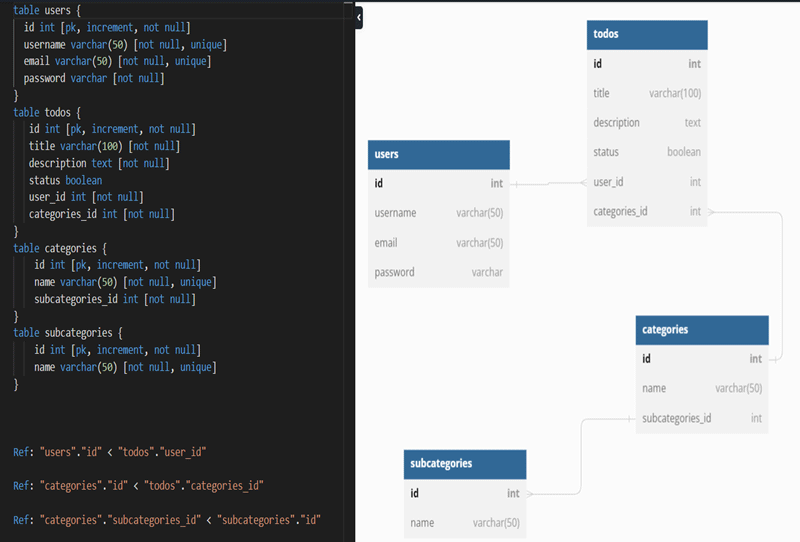 table users {
id int [pk, increment, not null]
username varchar(50) [not null, unique]
email varchar(50) [not null, unique]
password varchar [not null]
}
table todos {
id int [pk, increment, not null]
title varchar(100) [not null]
description text [not null]
status boolean
user_id int [not null]
categories_id int [not null]
}
table categories {
id int [pk, increment, not null]
name varchar(50) [not null, unique]
subcategories_id int [not null]
}
table subcategories {
id int [pk, increment, not null]
name varchar(50) [not null, unique]
}
Ref: "users"."id" < "todos"."user_id"
Ref: "categories"."id" < "todos"."categories_id"
Ref: "categories"."subcategories_id" < "subcategories"."id"
users
id int
username varchar(50)
email varchar(50)
password varchar
todos
id int
title varchar(100)
description text
status boolean
user_id int
categories_id int
categories
id int
name varchar(50)
subcategories_id int
subcategories
id int
name varchar(50)